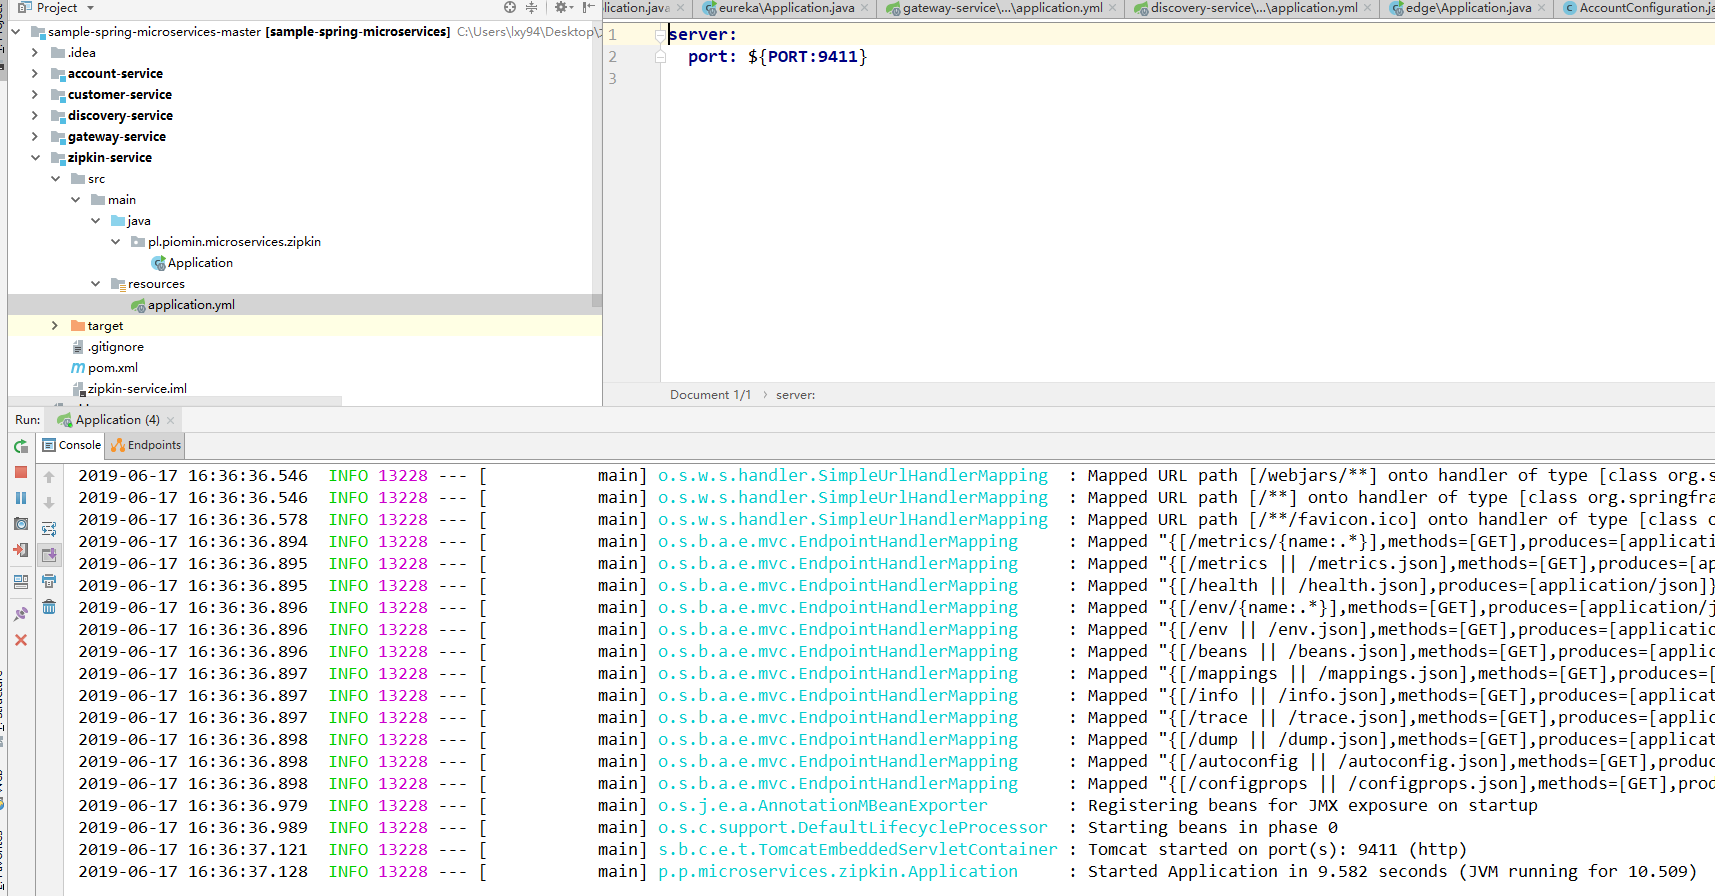 Project
lication.java
eureka\Application.java
gateway-service\...\application.yml
discovery-service\...\application.yml
edge\Application.java
AccountConfiguration.ja
sample-spring-microservices-master [sample-spring-microservices] C:\Users\lxy94\Desktop\
.idea
account-service
customer-service
discovery-service
gateway-service
zipkin-service
src
main
java
pl.piomin.microservices.zipkin
Application
resources
application.yml
target
.gitignore
pom.xml
zipkin-service.iml
1 server:
2 port: ${PORT:9411}
3
Document 1/1 › server:
Run: Application (4)
Console Endpoints
2019-06-17 16:36:36.546 INFO 13228 --- [ main] o.s.w.s.handler.SimpleUrlHandlerMapping : Mapped URL path [/webjars/**] onto handler of type [class org.s
2019-06-17 16:36:36.546 INFO 13228 --- [ main] o.s.w.s.handler.SimpleUrlHandlerMapping : Mapped URL path [/**] onto handler of type [class org.springfra
2019-06-17 16:36:36.578 INFO 13228 --- [ main] o.s.w.s.handler.SimpleUrlHandlerMapping : Mapped URL path [/**/favicon.ico] onto handler of type [class o
2019-06-17 16:36:36.894 INFO 13228 --- [ main] o.s.b.a.e.mvc.EndpointHandlerMapping : Mapped "{[/metrics/{name:.*}],methods=[GET],produces=[applicati
2019-06-17 16:36:36.895 INFO 13228 --- [ main] o.s.b.a.e.mvc.EndpointHandlerMapping : Mapped "{[/metrics || /metrics.json],methods=[GET],produces=[ap
2019-06-17 16:36:36.895 INFO 13228 --- [ main] o.s.b.a.e.mvc.EndpointHandlerMapping : Mapped "{[/health || /health.json],produces=[application/json]}
2019-06-17 16:36:36.896 INFO 13228 --- [ main] o.s.b.a.e.mvc.EndpointHandlerMapping : Mapped "{[/env/{name:.*}],methods=[GET],produces=[application/j
2019-06-17 16:36:36.896 INFO 13228 --- [ main] o.s.b.a.e.mvc.EndpointHandlerMapping : Mapped "{[/env || /env.json],methods=[GET],produces=[applicatio
2019-06-17 16:36:36.896 INFO 13228 --- [ main] o.s.b.a.e.mvc.EndpointHandlerMapping : Mapped "{[/beans || /beans.json],methods=[GET],produces=[applic
2019-06-17 16:36:36.897 INFO 13228 --- [ main] o.s.b.a.e.mvc.EndpointHandlerMapping : Mapped "{[/mappings || /mappings.json],methods=[GET],produces=[
2019-06-17 16:36:36.897 INFO 13228 --- [ main] o.s.b.a.e.mvc.EndpointHandlerMapping : Mapped "{[/info || /info.json],methods=[GET],produces=[applicat
2019-06-17 16:36:36.897 INFO 13228 --- [ main] o.s.b.a.e.mvc.EndpointHandlerMapping : Mapped "{[/trace || /trace.json],methods=[GET],produces=[applic
2019-06-17 16:36:36.898 INFO 13228 --- [ main] o.s.b.a.e.mvc.EndpointHandlerMapping : Mapped "{[/dump || /dump.json],methods=[GET],produces=[applicat
2019-06-17 16:36:36.898 INFO 13228 --- [ main] o.s.b.a.e.mvc.EndpointHandlerMapping : Mapped "{[/autoconfig || /autoconfig.json],methods=[GET],produc
2019-06-17 16:36:36.898 INFO 13228 --- [ main] o.s.b.a.e.mvc.EndpointHandlerMapping : Mapped "{[/configprops || /configprops.json],methods=[GET],prod
2019-06-17 16:36:36.979 INFO 13228 --- [ main] o.s.j.e.a.AnnotationMBeanExporter : Registering beans for JMX exposure on startup
2019-06-17 16:36:36.989 INFO 13228 --- [ main] o.s.c.support.DefaultLifecycleProcessor : Starting beans in phase 0
2019-06-17 16:36:37.121 INFO 13228 --- [ main] s.b.c.e.t.TomcatEmbeddedServletContainer : Tomcat started on port(s): 9411 (http)
2019-06-17 16:36:37.128 INFO 13228 --- [ main] p.p.microservices.zipkin.Application : Started Application in 9.582 seconds (JVM running for 10.509)